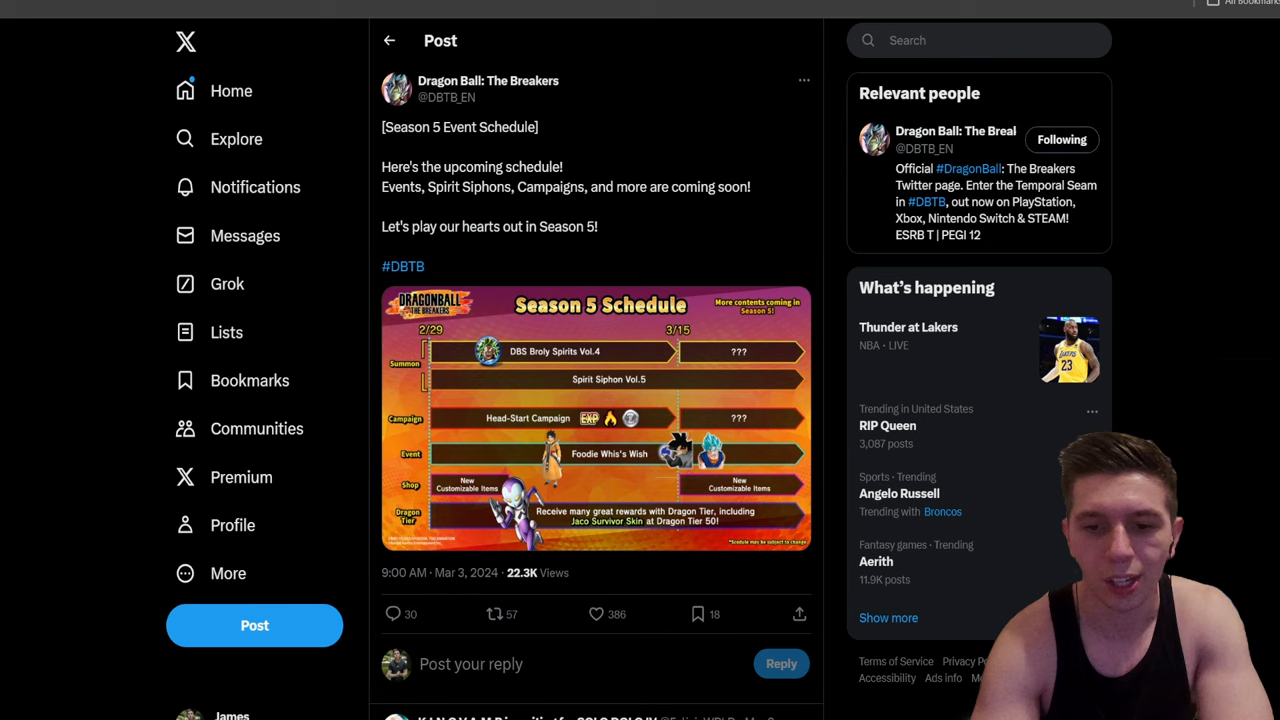 All Bookmarks
Home
Explore
Notifications
Messages
Grok
Lists
Bookmarks
Communities
Premium
Profile
More
Post
James
Post
Dragon Ball: The Breakers
@DBTB_EN
[Season 5 Event Schedule]
Here's the upcoming schedule!
Events, Spirit Siphons, Campaigns, and more are coming soon!
Let's play our hearts out in Season 5!
#DBTB
DRAGONBALL
THE BREAKERS
Season 5 Schedule
More contents coming in
Season 5!
2/29
3/15
Summon
DBS Broly Spirits Vol.4
???
Spirit Siphon Vol.5
Campaign
Head-Start Campaign
EXP
???
Event
Foodie Whis's Wish
Shop
New
Customizable Items
New
Customizable Items
Dragon
Tier
Receive many great rewards with Dragon Tier, including
Jaco Survivor Skin at Dragon Tier 50!
9:00 AM · Mar 3, 2024 · 22.3K Views
30
57
386
18
Post your reply
Reply
Search
Relevant people
Dragon Ball: The Breal
@DBTB_EN
Following
Official #DragonBall: The Breakers
Twitter page. Enter the Temporal Seam
in #DBTB, out now on PlayStation,
Xbox, Nintendo Switch & STEAM!
ESRB T | PEGI 12
What's happening
Thunder at Lakers
NBA · LIVE
LAKERS
23
Trending in United States
RIP Queen
3,087 posts
Sports · Trending
Angelo Russell
Trending with Broncos
Fantasy games · Trending
Aerith
11.9K posts
Show more
Terms of Service Privacy Po
Accessibility Ads info Mo